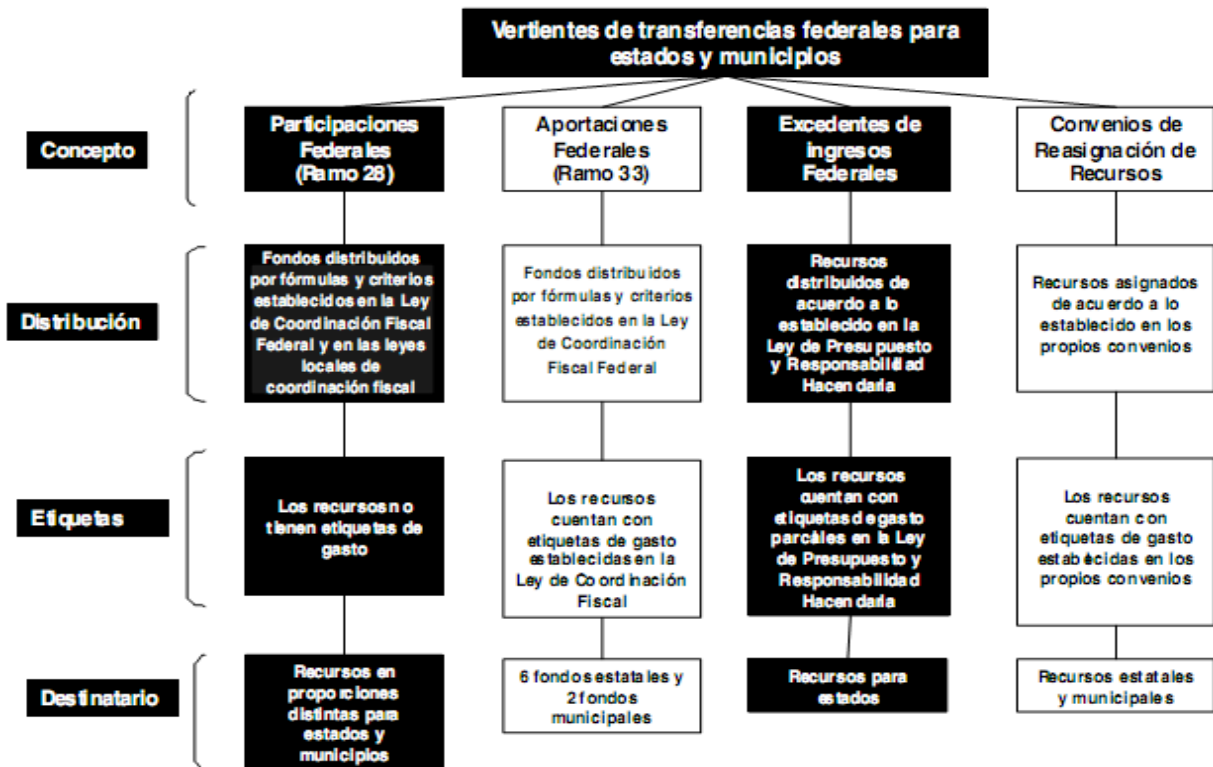 Vertientes de transferencias federales para
estados y municipios
Concepto
Participaciones
Federales
(Ramo 28)
Aportaciones
Federales
(Ramo 33)
Excedentes de
ingresos
Federales
Convenios de
Reasignación de
Recursos
Distribución
Fondos distribuidos
por fórmulas y criterios
establecidos en la Ley
de Coordinación Fiscal
Federal y en las leyes
locales de
coordinación fiscal
Fondos distribuidos
por fórmulas y criterios
establecidos en la Ley
de Coordinación
Fiscal Federal
Recursos
distribuidos de
acuerdo a lo
establecido en la
Ley de Presupuesto
y Responsabilidad
Hacendaria
Recursos asignados
de acuerdo a lo
establecido en los
propios convenios
Etiquetas
Los recursos no
tienen etiquetas de
gasto
Los recursos
cuentan con
etiquetas de gasto
establecidas en la
Ley de Coordinación
Fiscal
Los recursos
cuentan con
etiquetas de gasto
parciales en la Ley
de Presupuesto y
Responsabilidad
Hacendaria
Los recursos
cuentan con
etiquetas de gasto
establecidas en los
propios convenios
Destinatario
Recursos en
proporciones
distintas para
estados y
municipios
6 fondos estatales y
2 fondos
municipales
Recursos para
estados
Recursos estatales
y municipales